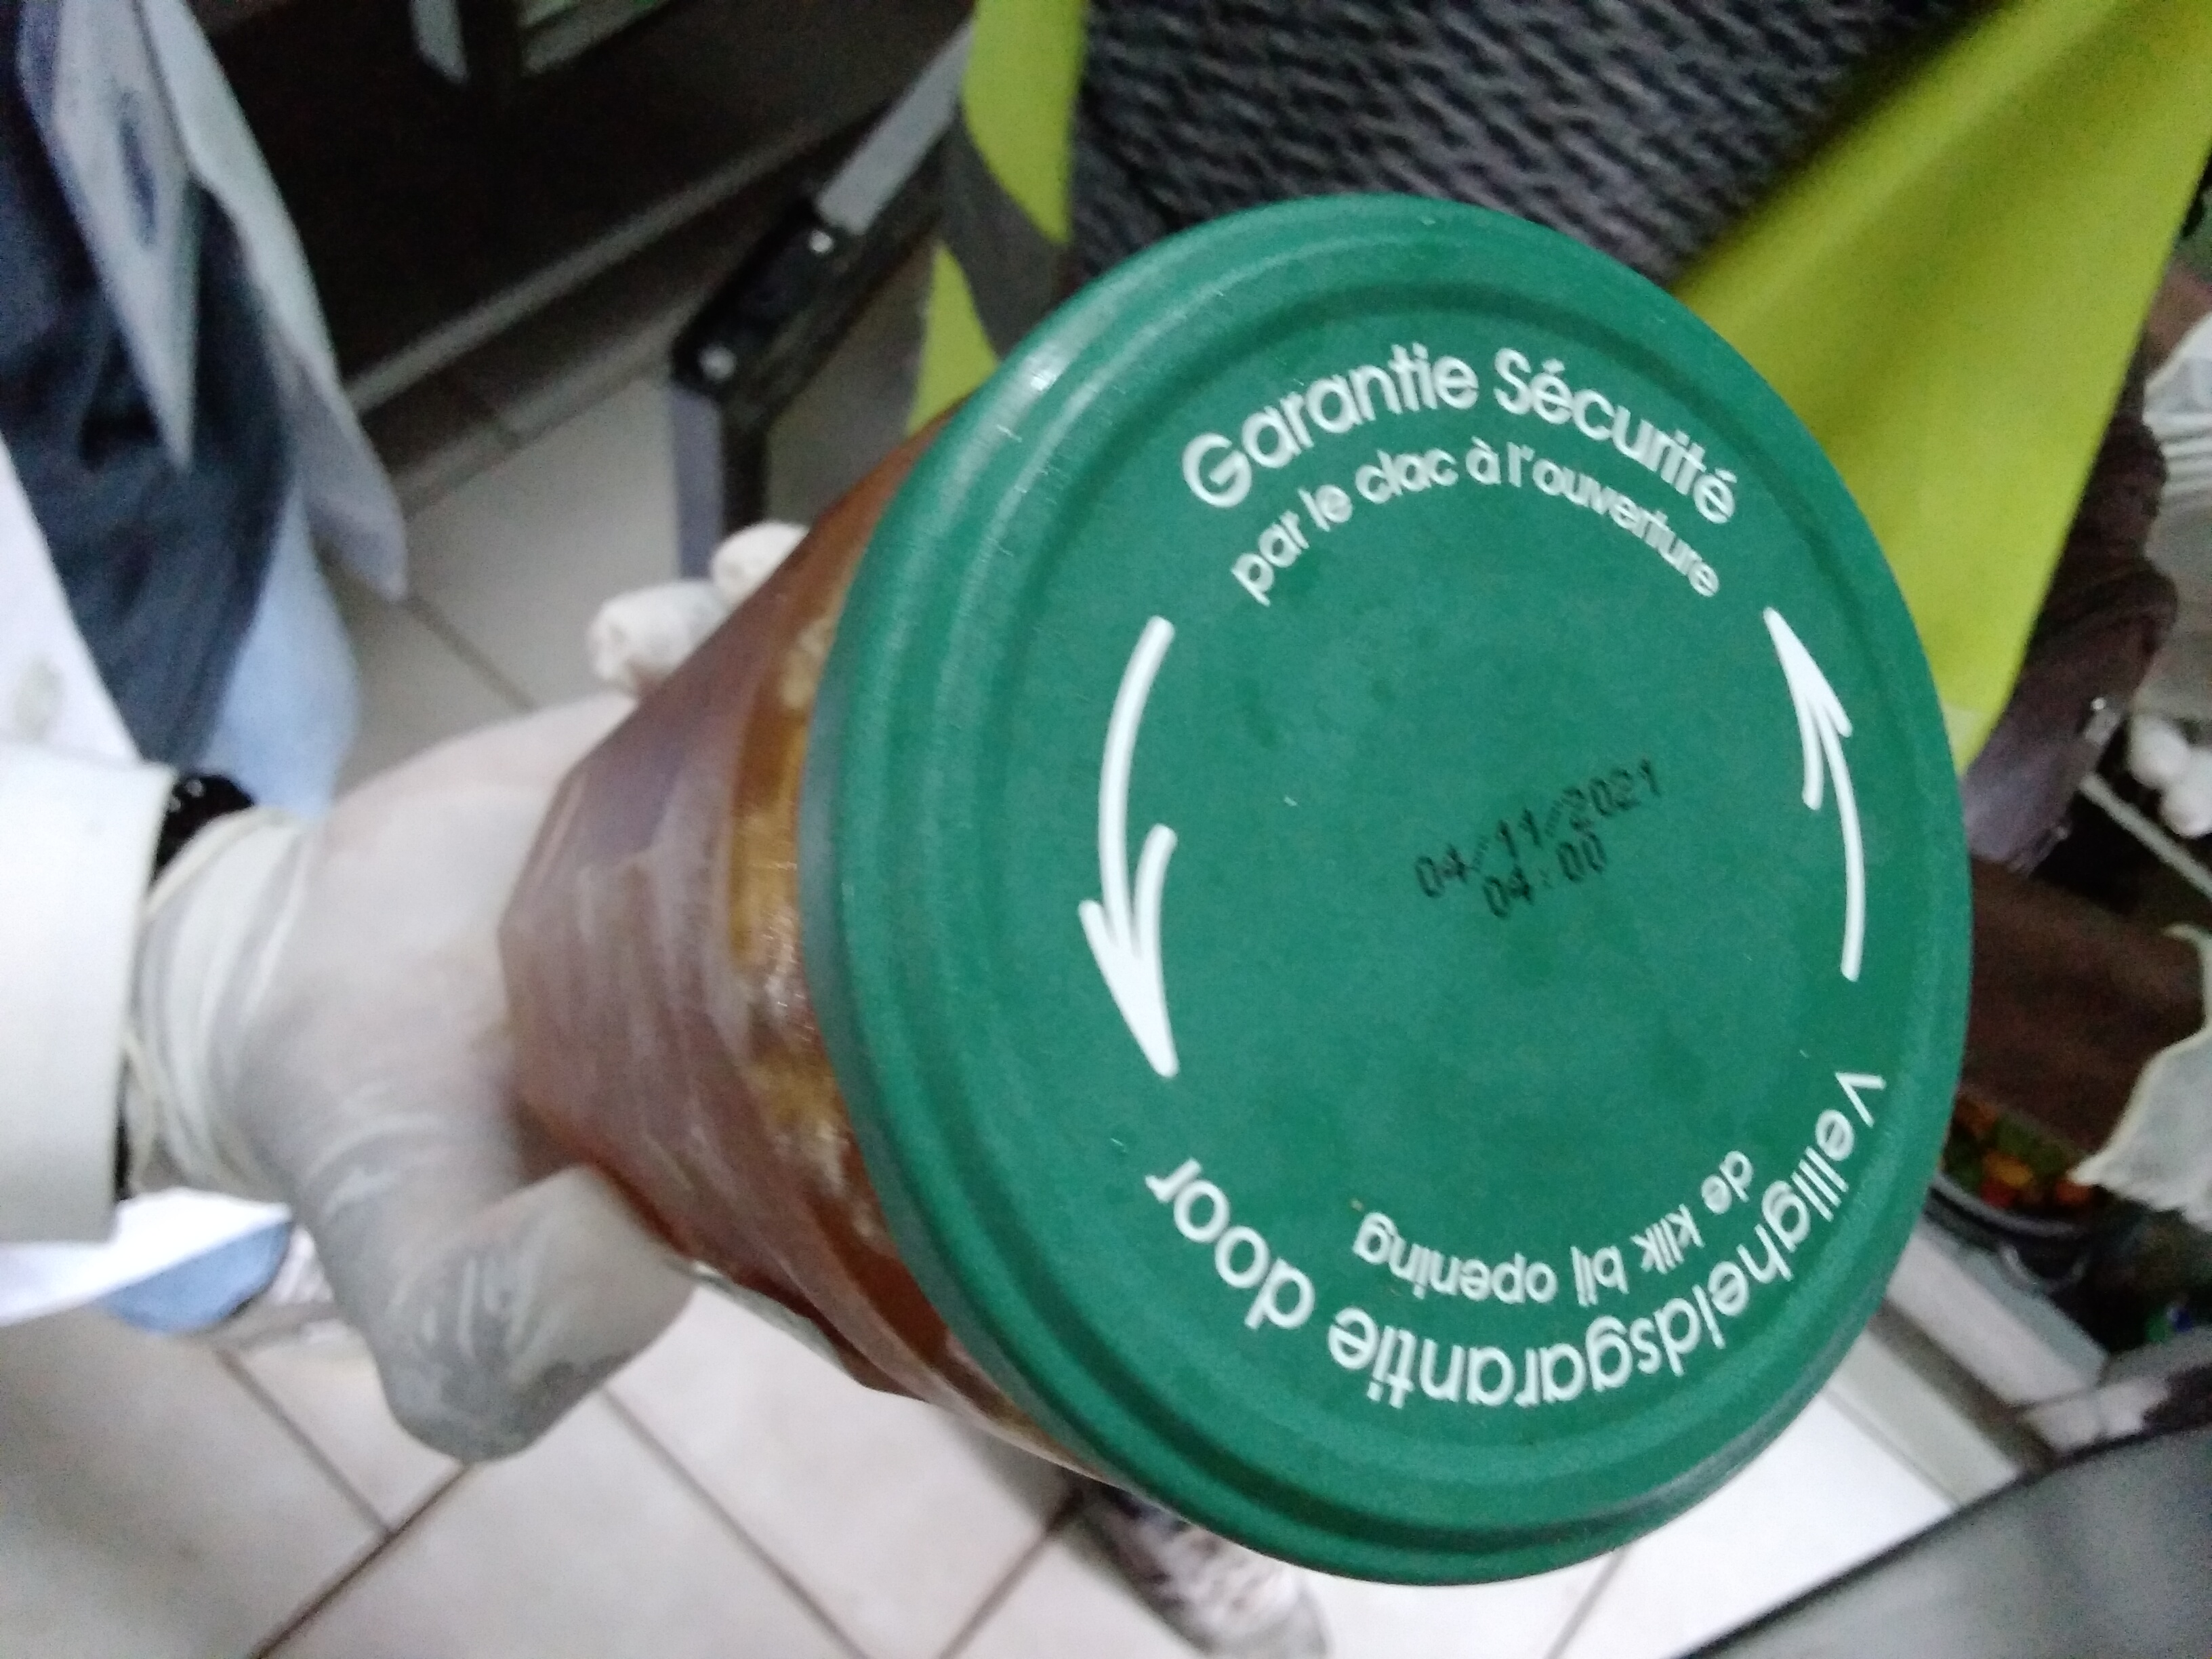 Garantie Sécurité
par le clac à l'ouverture
04/11/2021
04:00
Veiligheidsgarantie door
de klik bij opening